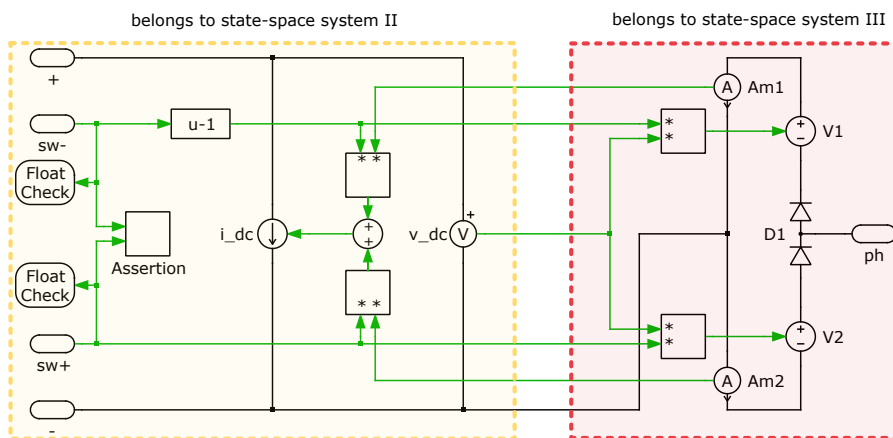 belongs to state-space system II
belongs to state-space system III
+
A
Am1
sw-
u-1
*
*
+
−
V1
Float
Check
* *
i_dc
+
+
v_dc
+
V
D1
ph
Assertion
Float
Check
* *
*
*
+
−
V2
sw+
A
Am2
-